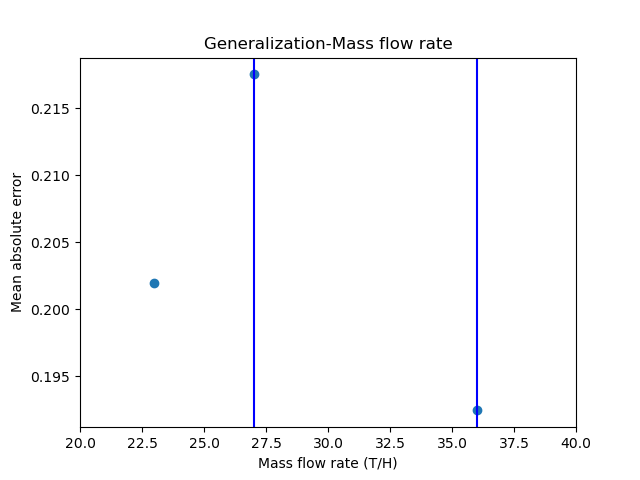 Generalization-Mass flow rate
Mean absolute error
0.215
0.210
0.205
0.200
0.195
20.0 22.5 25.0 27.5 30.0 32.5 35.0 37.5 40.0
Mass flow rate (T/H)